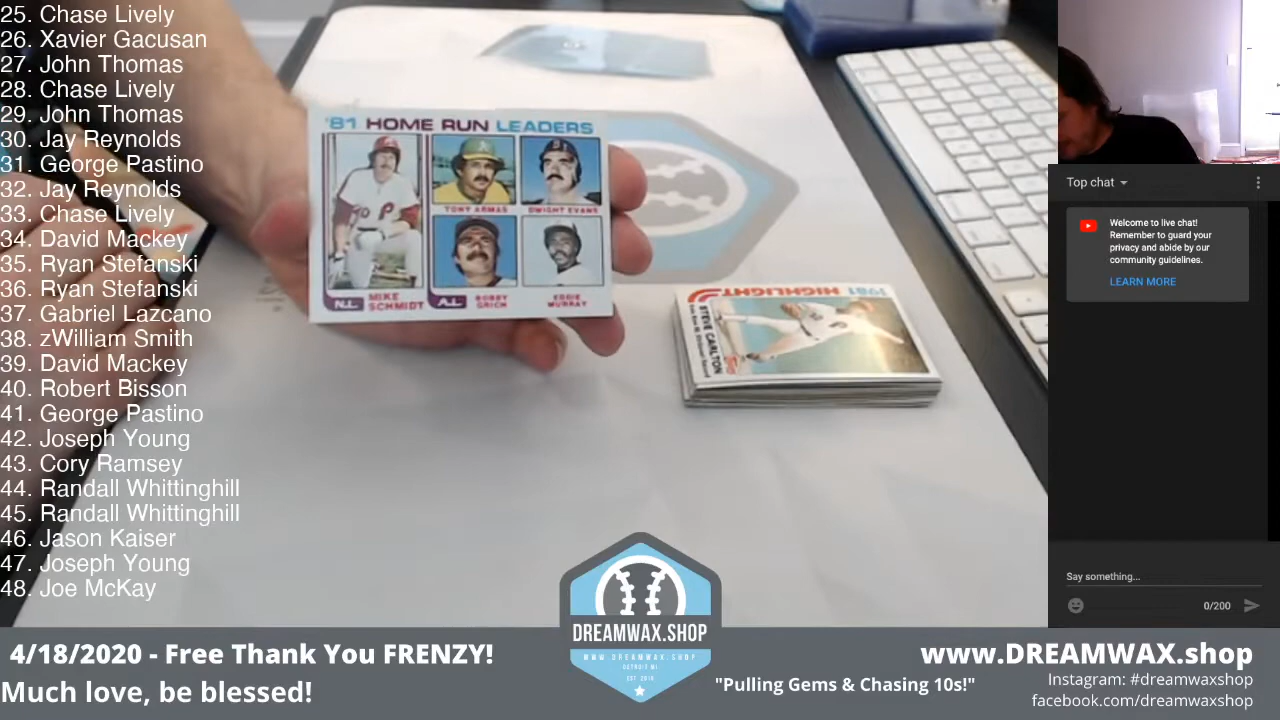 25. Chase Lively
26. Xavier Gacusan
27. John Thomas
28. Chase Lively
29. John Thomas
30. Jay Reynolds
31. George Pastino
32. Jay Reynolds
33. Chase Lively
34. David Mackey
35. Ryan Stefanski
36. Ryan Stefanski
37. Gabriel Lazcano
38. zWilliam Smith
39. David Mackey
40. Robert Bisson
41. George Pastino
42. Joseph Young
43. Cory Ramsey
44. Randall Whittinghill
45. Randall Whittinghill
46. Jason Kaiser
47. Joseph Young
48. Joe McKay
'81 HOME RUN LEADERS
TONY ARMAS
DWIGHT EVANS
N.L. MIKE SCHMIDT
A.L. BOBBY GRICH
EDDIE MURRAY
1981 HIGHLIGHT
STEVE CARLTON
Top chat
Welcome to live chat!
Remember to guard your
privacy and abide by our
community guidelines.
LEARN MORE
Say something...
0/200
DREAMWAX.SHOP
WWW.DREAMWAX.SHOP
DETROIT MI
4/18/2020 - Free Thank You FRENZY!
Much love, be blessed!
"Pulling Gems & Chasing 10s!"
www.DREAMWAX.shop
Instagram: #dreamwaxshop
facebook.com/dreamwaxshop